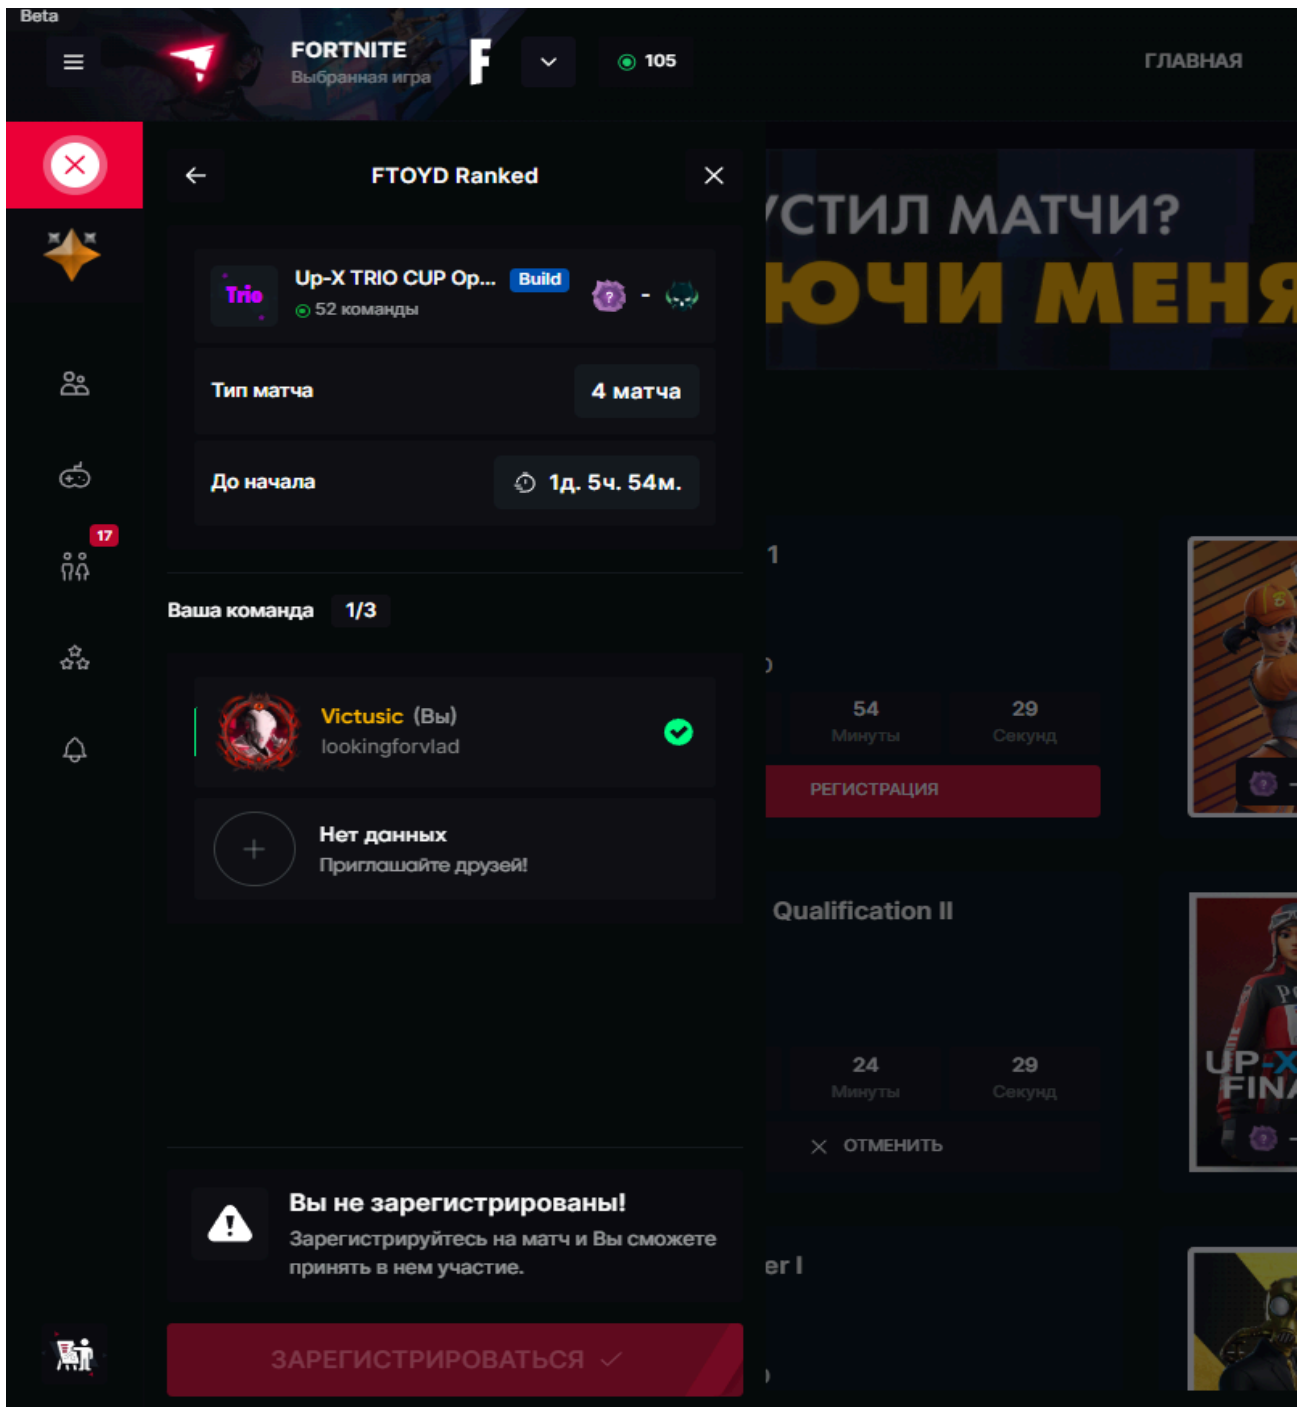 Beta
FORTNITE
Выбранная игра
105
ГЛАВНАЯ
FTOYD Ranked
УСТИЛ МАТЧИ?
ЮЧИ МЕНЯ
Trio
Up-X TRIO CUP Op...
Build
52 команды
?
-
Тип матча
4 матча
До начала
1д. 5ч. 54м.
17
1
Ваша команда
1/3
Victusic (Вы)
lookingforvlad
54
Минуты
29
Секунд
РЕГИСТРАЦИЯ
Нет данных
Приглашайте друзей!
Qualification II
24
Минуты
29
Секунд
UP-X
FINA
ОТМЕНИТЬ
Вы не зарегистрированы!
Зарегистрируйтесь на матч и Вы сможете
принять в нем участие.
er I
ЗАРЕГИСТРИРОВАТЬСЯ